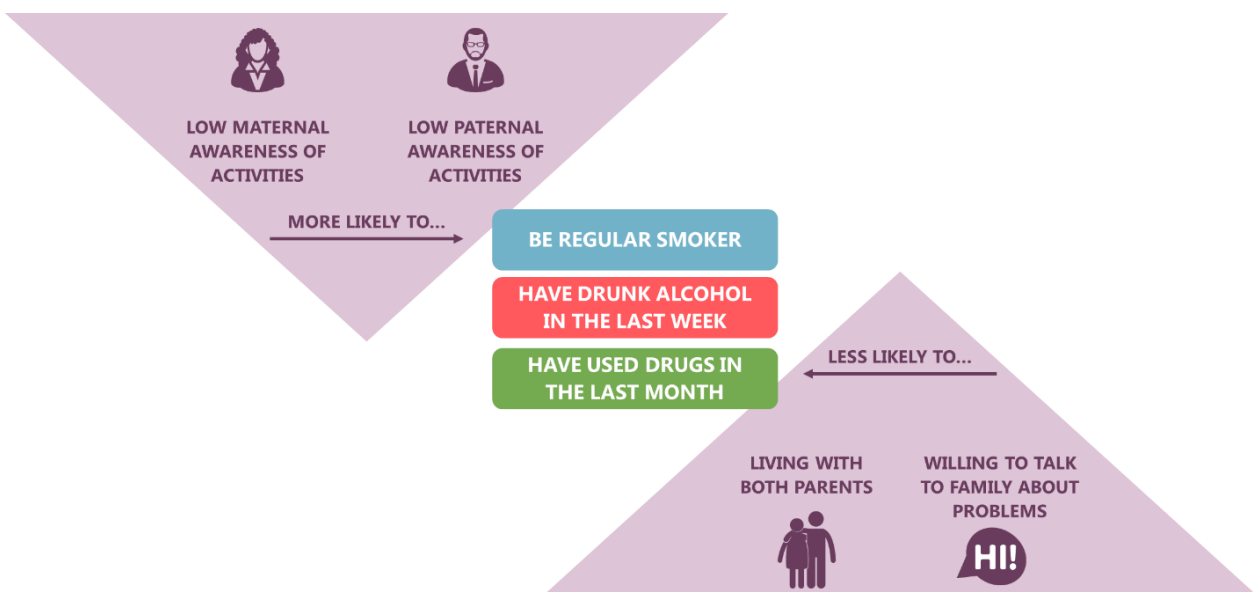 LOW MATERNAL
AWARENESS OF
ACTIVITIES
LOW PATERNAL
AWARENESS OF
ACTIVITIES
MORE LIKELY TO...
BE REGULAR SMOKER
HAVE DRUNK ALCOHOL
IN THE LAST WEEK
HAVE USED DRUGS IN
THE LAST MONTH
LESS LIKELY TO...
LIVING WITH
BOTH PARENTS
WILLING TO TALK
TO FAMILY ABOUT
PROBLEMS
HI!